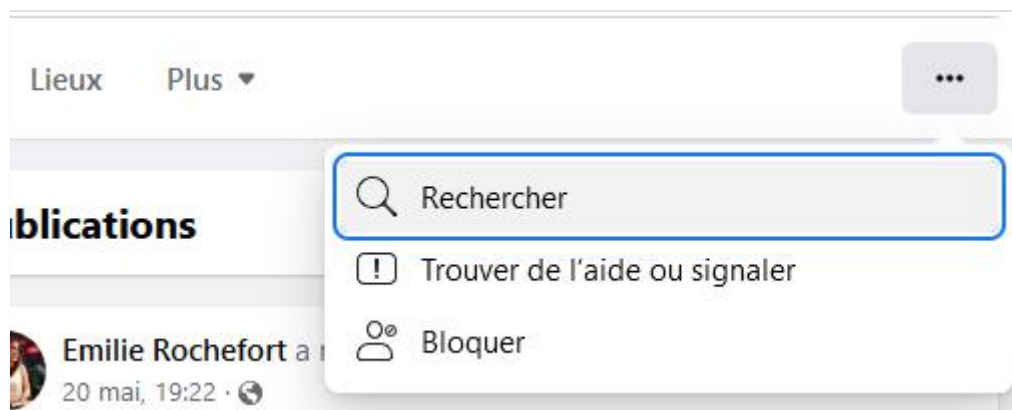 Lieux Plus
Rechercher
blications
Trouver de l'aide ou signaler
Bloquer
Emilie Rochefort a
20 mai, 19:22